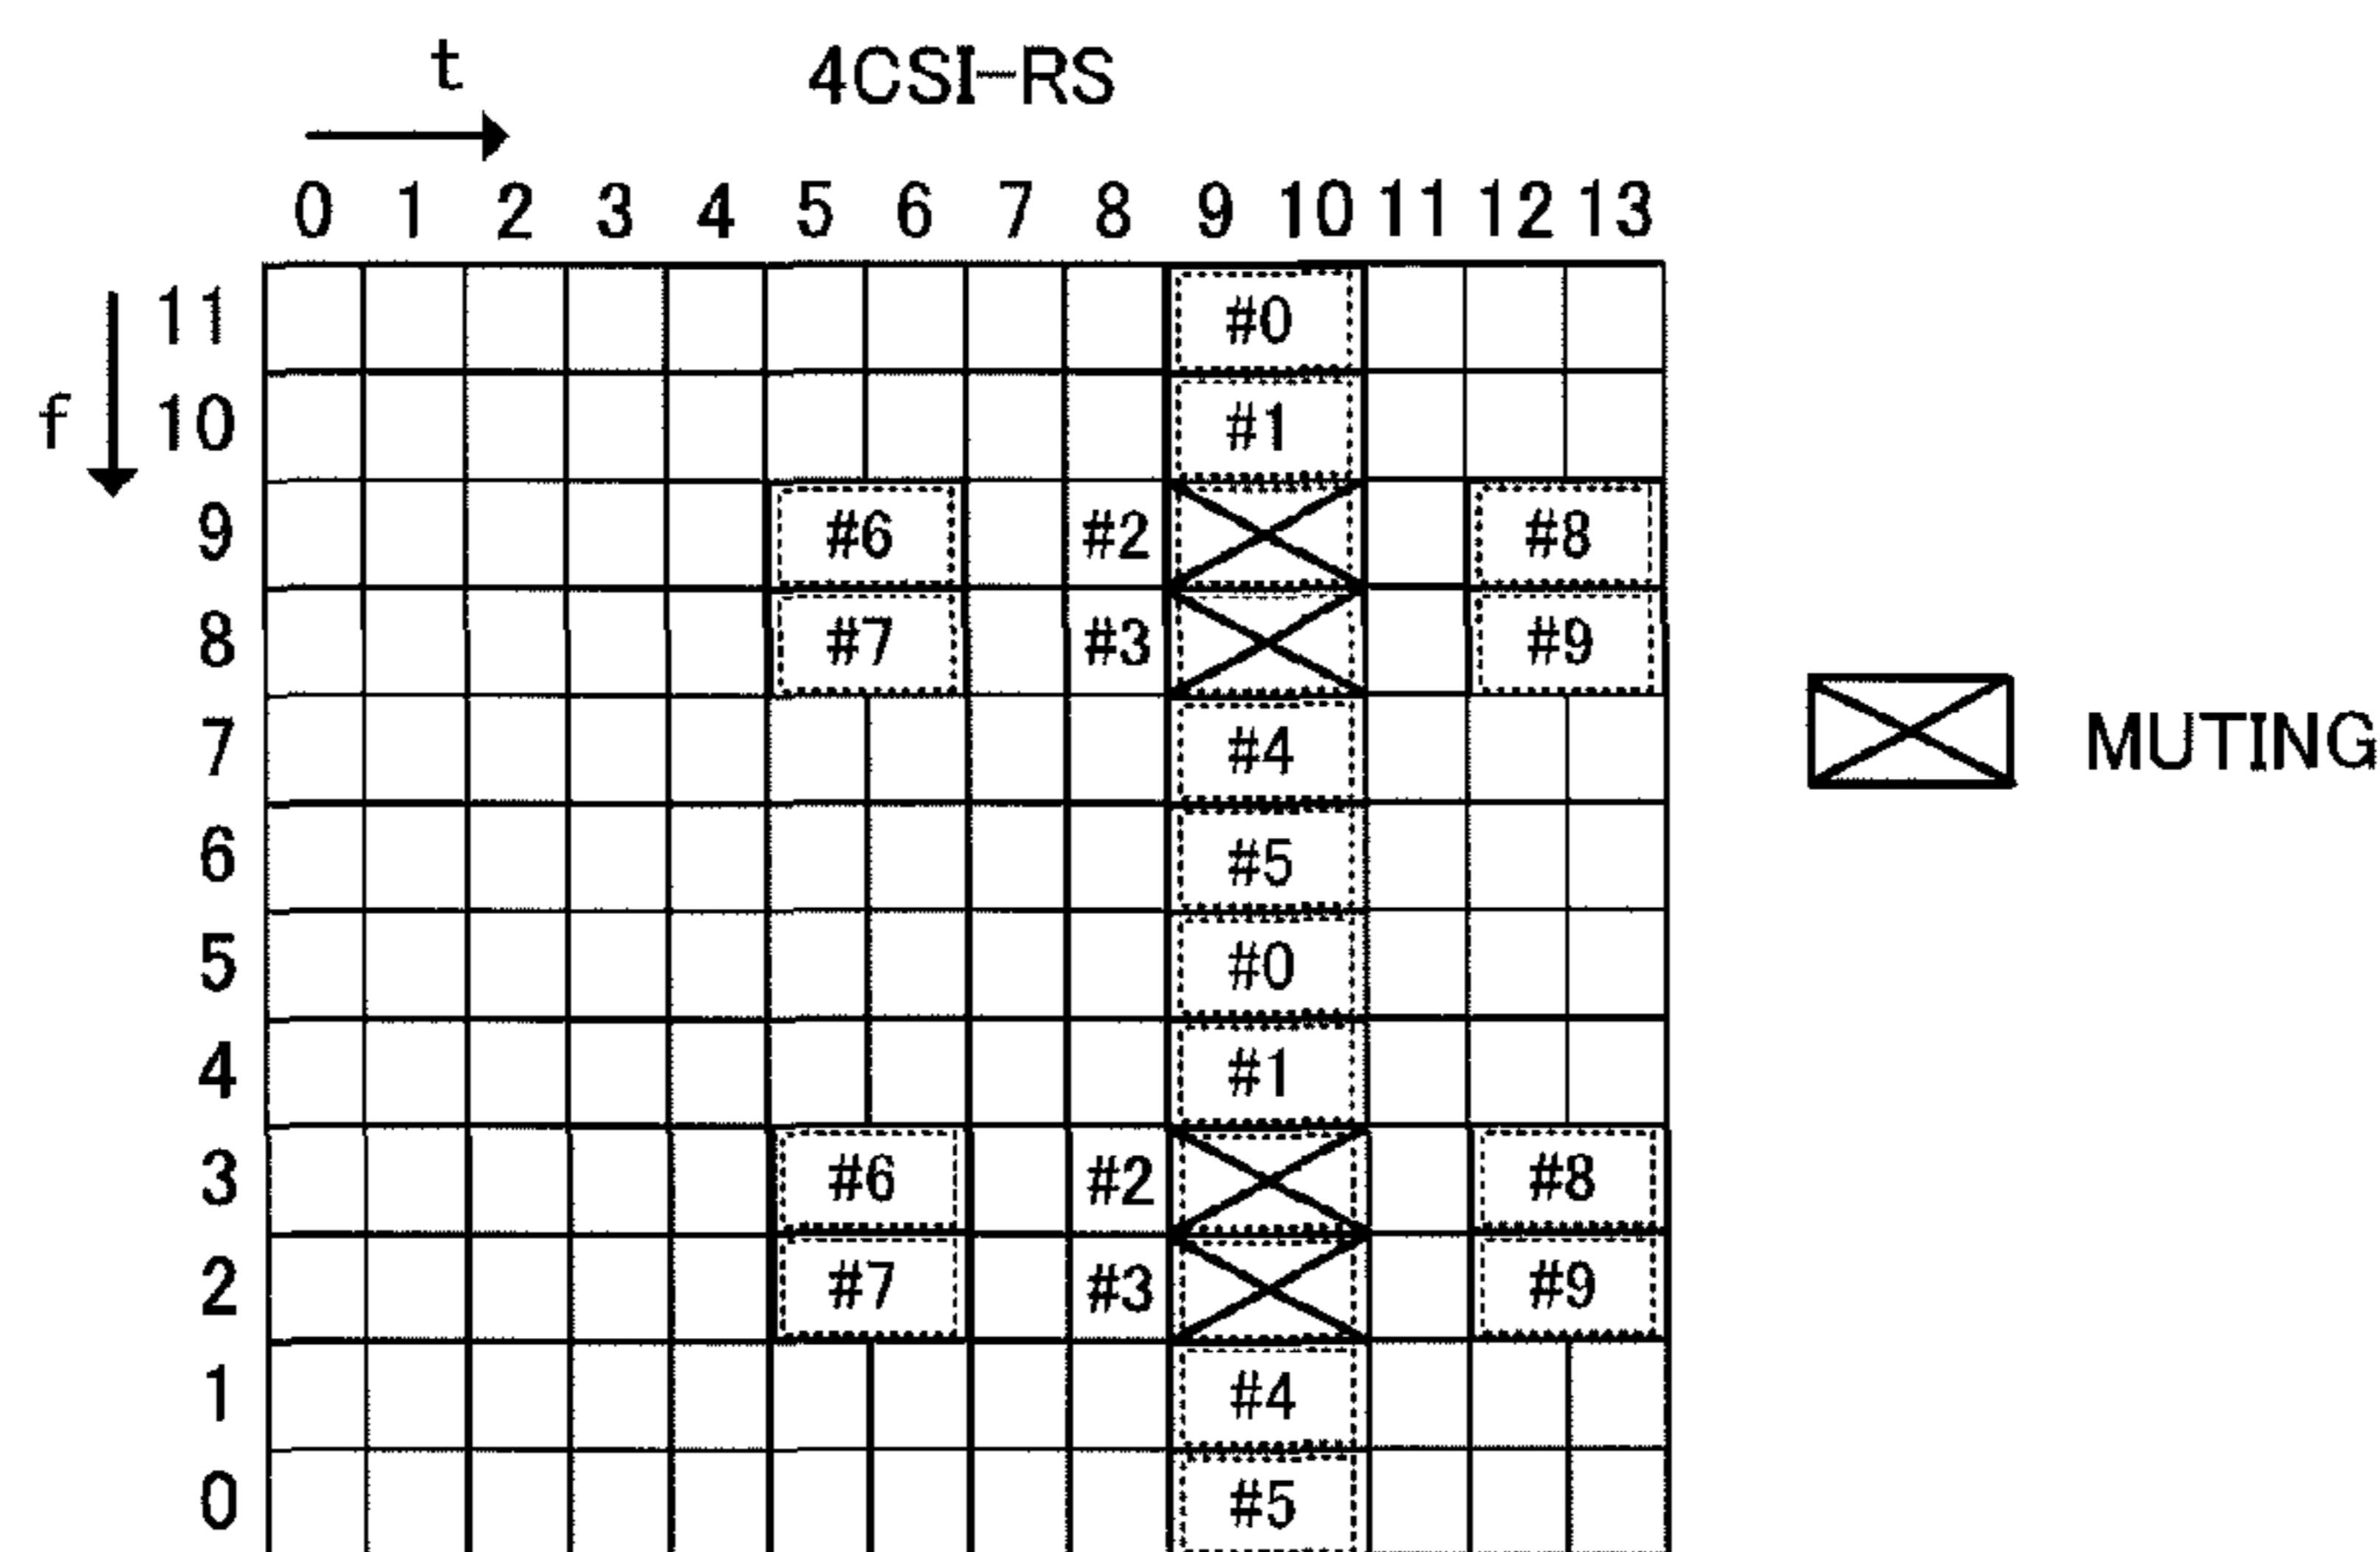 t 4CSI-RS
0 1 2 3 4 5 6 7 8 9 10 11 12 13
11 #0
f 10 #1
9 #6 #2 #8
8 #7 #3 #9
7 #4 MUTING
6 #5
5 #0
4 #1
3 #6 #2 #8
2 #7 #3 #9
1 #4
0 #5